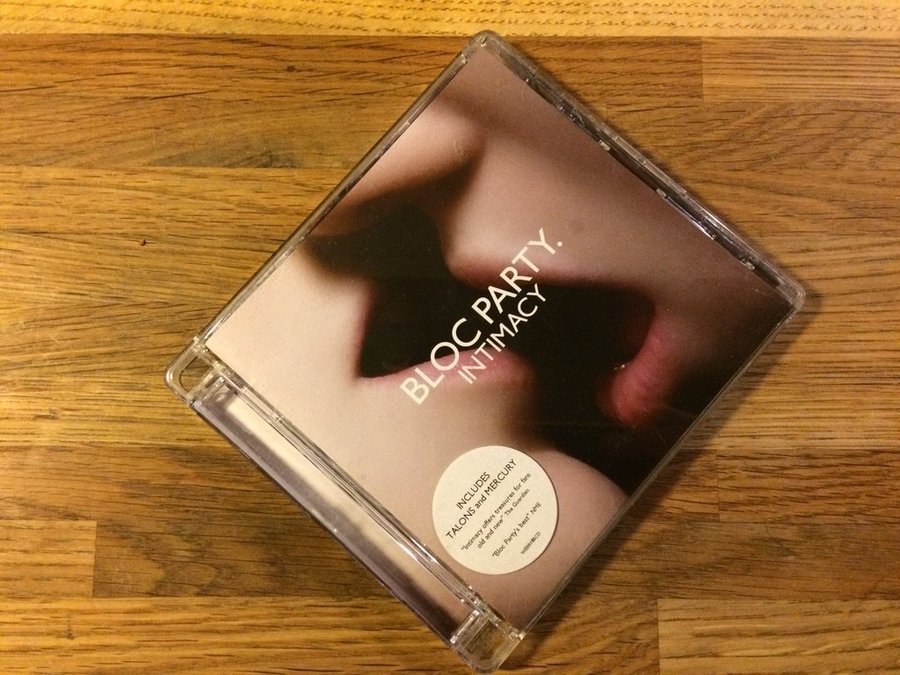 BLOC PARTY.
INTIMACY
INCLUDES
TALONS and MERCURY
"Intimacy offers treasures for fans
old and new" The Guardian
"Bloc Party's best" NME